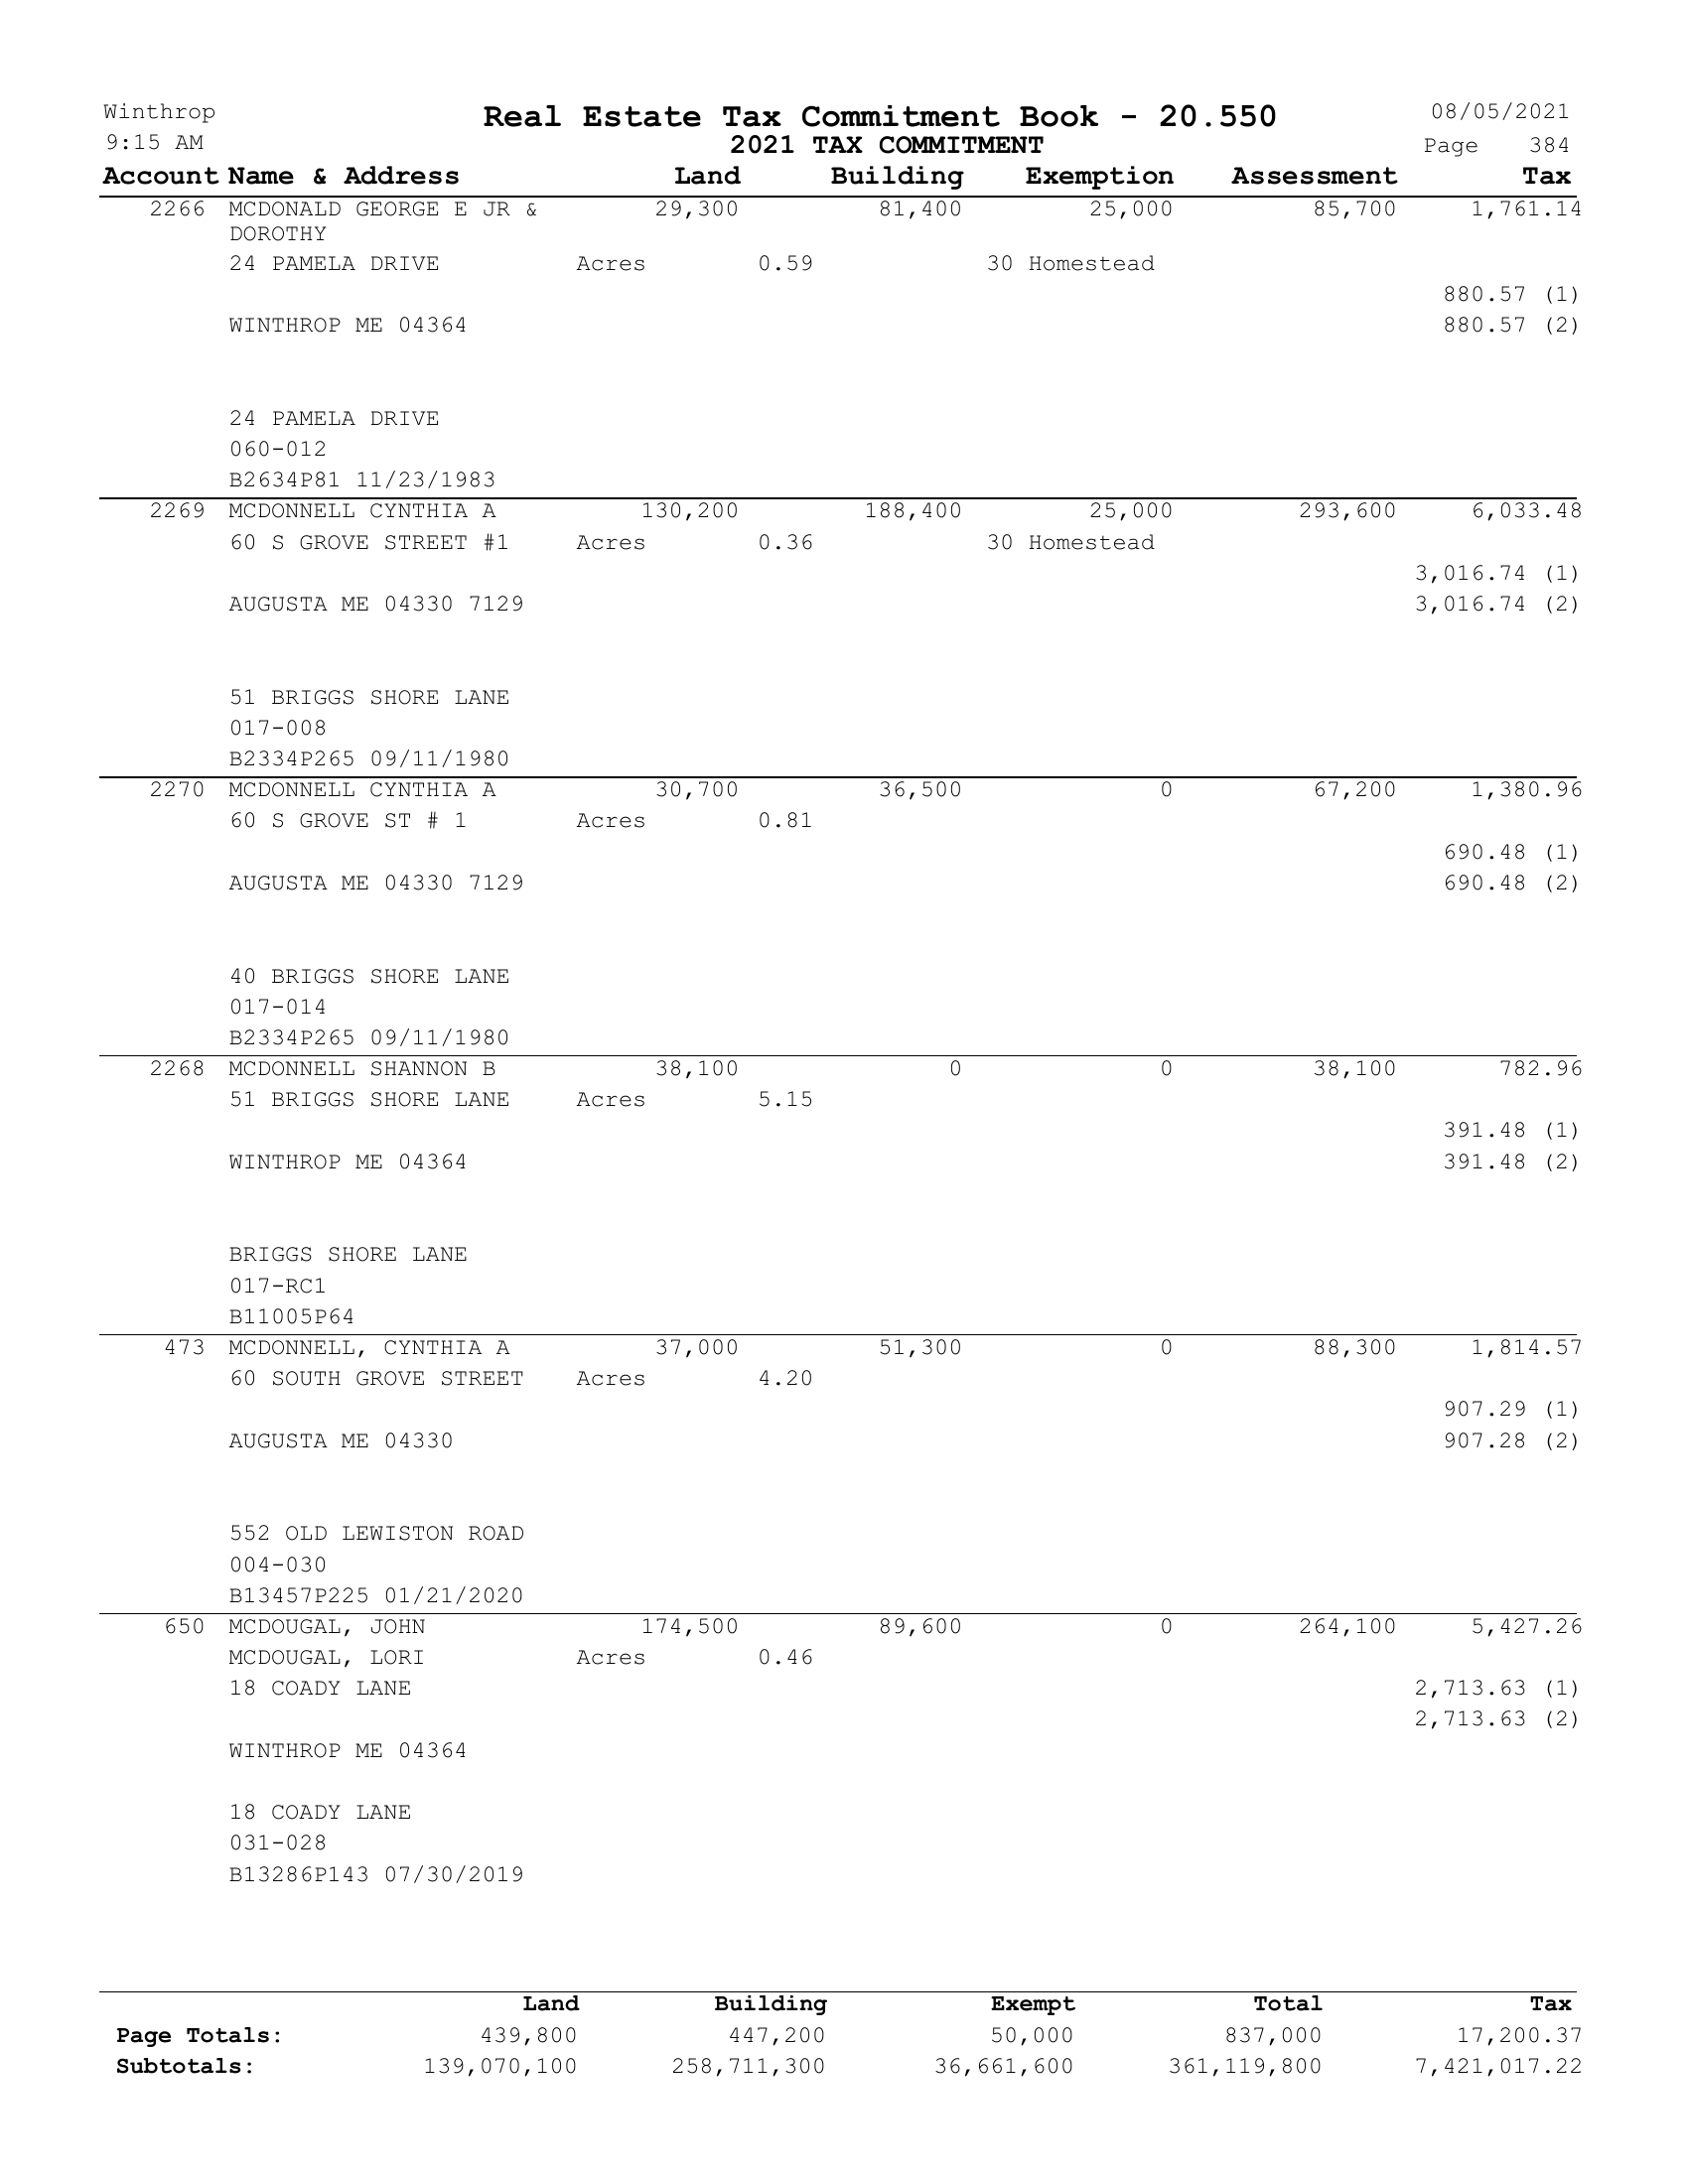 Winthrop Real Estate Tax Commitment Book - 20.550 08/05/2021
9:15 AM 2021 TAX COMMITMENT Page 384
Account Name & Address Land Building Exemption Assessment Tax
2266 MCDONALD GEORGE E JR & 29,300 81,400 25,000 85,700 1,761.14
DOROTHY
24 PAMELA DRIVE Acres 0.59 30 Homestead
880.57 (1)
WINTHROP ME 04364 880.57 (2)
24 PAMELA DRIVE
060-012
B2634P81 11/23/1983
2269 MCDONNELL CYNTHIA A 130,200 188,400 25,000 293,600 6,033.48
60 S GROVE STREET #1 Acres 0.36 30 Homestead
3,016.74 (1)
AUGUSTA ME 04330 7129 3,016.74 (2)
51 BRIGGS SHORE LANE
017-008
B2334P265 09/11/1980
2270 MCDONNELL CYNTHIA A 30,700 36,500 0 67,200 1,380.96
60 S GROVE ST # 1 Acres 0.81
690.48 (1)
AUGUSTA ME 04330 7129 690.48 (2)
40 BRIGGS SHORE LANE
017-014
B2334P265 09/11/1980
2268 MCDONNELL SHANNON B 38,100 0 0 38,100 782.96
51 BRIGGS SHORE LANE Acres 5.15
391.48 (1)
WINTHROP ME 04364 391.48 (2)
BRIGGS SHORE LANE
017-RC1
B11005P64
473 MCDONNELL, CYNTHIA A 37,000 51,300 0 88,300 1,814.57
60 SOUTH GROVE STREET Acres 4.20
907.29 (1)
AUGUSTA ME 04330 907.28 (2)
552 OLD LEWISTON ROAD
004-030
B13457P225 01/21/2020
650 MCDOUGAL, JOHN 174,500 89,600 0 264,100 5,427.26
MCDOUGAL, LORI Acres 0.46
18 COADY LANE 2,713.63 (1)
2,713.63 (2)
WINTHROP ME 04364
18 COADY LANE
031-028
B13286P143 07/30/2019
Land Building Exempt Total Tax
Page Totals: 439,800 447,200 50,000 837,000 17,200.37
Subtotals: 139,070,100 258,711,300 36,661,600 361,119,800 7,421,017.22